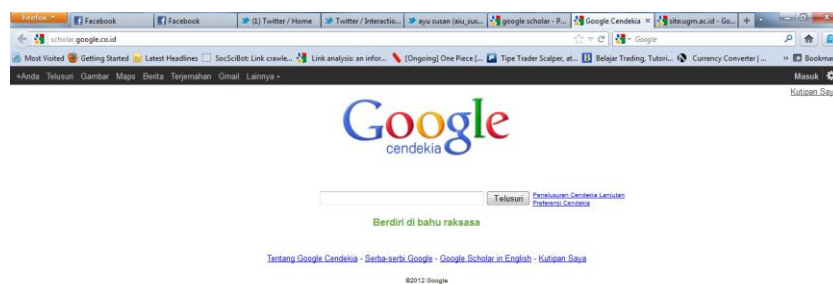 Firefox
Facebook
Facebook
(1) Twitter / Home
Twitter / Interactio...
ayu susan (aiu_sus...
google scholar - P...
Google Cendekia
site:ugm.ac.id - Go...
scholar.google.co.id
Google
Most Visited
Getting Started
Latest Headlines
SocSciBot: Link crawle...
Link analysis: an infor...
[Ongoing] One Piece [...
Tipe Trader Scalper, at...
Belajar Trading, Tutori...
Currency Converter | ...
Bookma
+Anda Telusuri Gambar Maps Berita Terjemahan Gmail Lainnya
Masuk
Kutipan Say
Google
cendekia
Telusuri
Penelusuran Cendekia Lanjutan
Preferensi Cendekia
Berdiri di bahu raksasa
Tentang Google Cendekia - Serba-serbi Google - Google Scholar in English - Kutipan Saya
©2012 Google